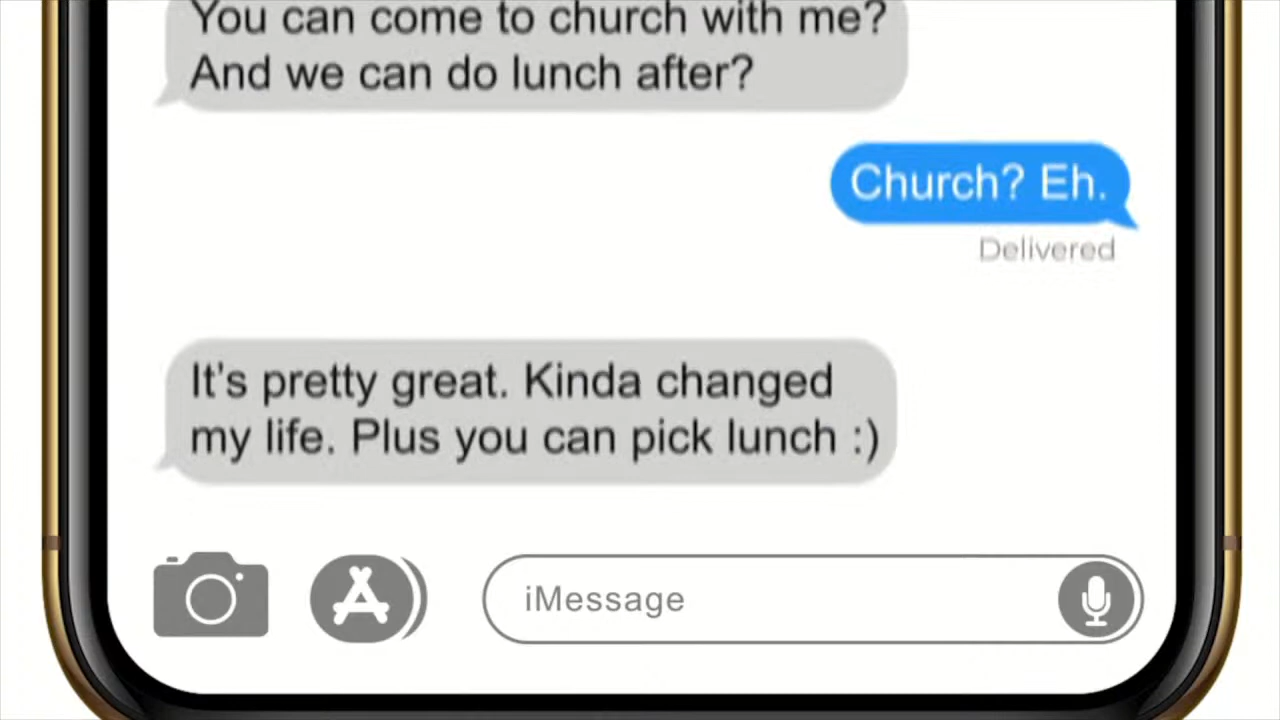 You can come to church with me?
And we can do lunch after?
Church? Eh.
Delivered
It's pretty great. Kinda changed
my life. Plus you can pick lunch :)
iMessage